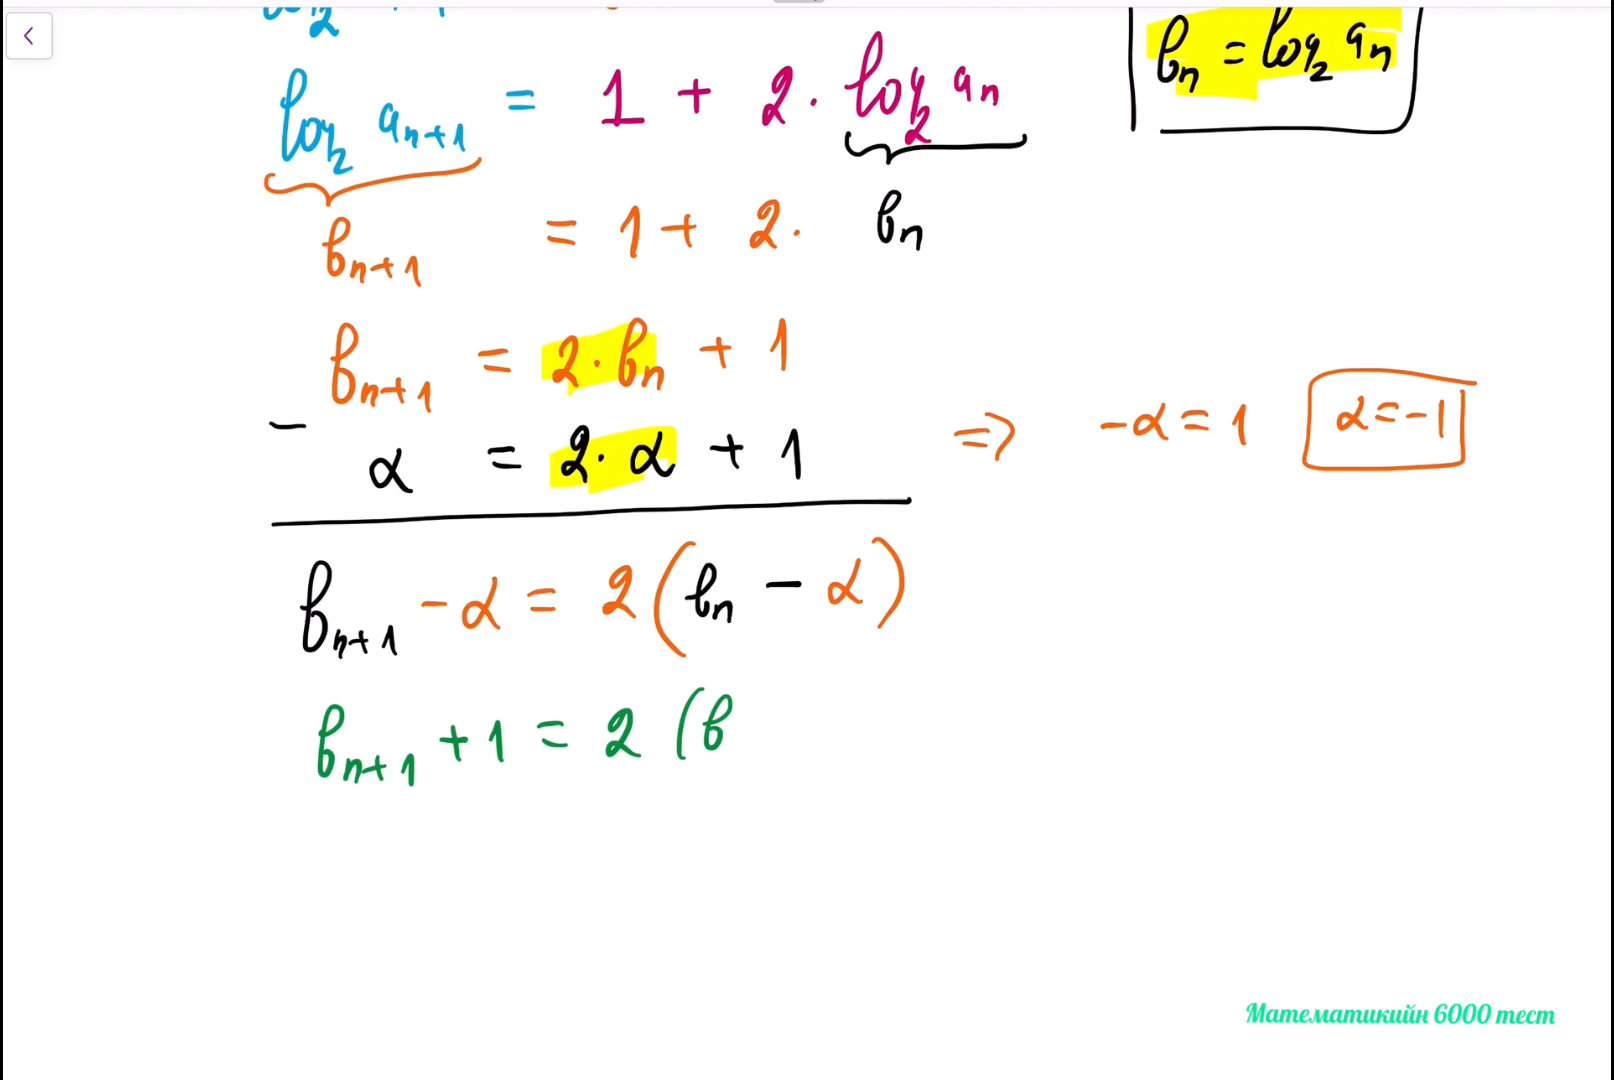 bₙ = log₂ aₙ
log₂ aₙ₊₁ = 1 + 2 · log₂ aₙ
bₙ₊₁ = 1 + 2 · bₙ
bₙ₊₁ = 2 · bₙ + 1
− α = 2 · α + 1 => −α = 1 α = −1
bₙ₊₁ − α = 2 (bₙ − α)
bₙ₊₁ + 1 = 2 (b
Математикийн 6000 тест